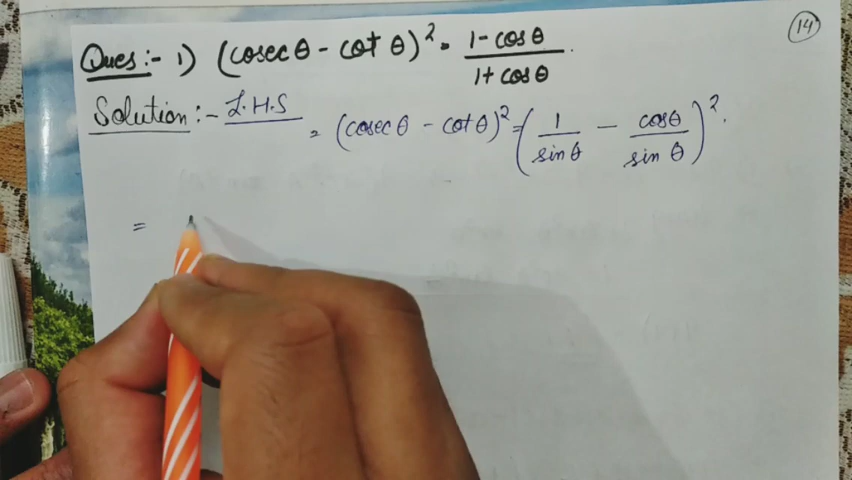 14
Ques:- 1) (cosec θ - cot θ)² = (1 - cos θ)/(1 + cos θ).
Solution:- L.H.S
= (cosec θ - cot θ)² = (1/sin θ - cos θ/sin θ)².
=